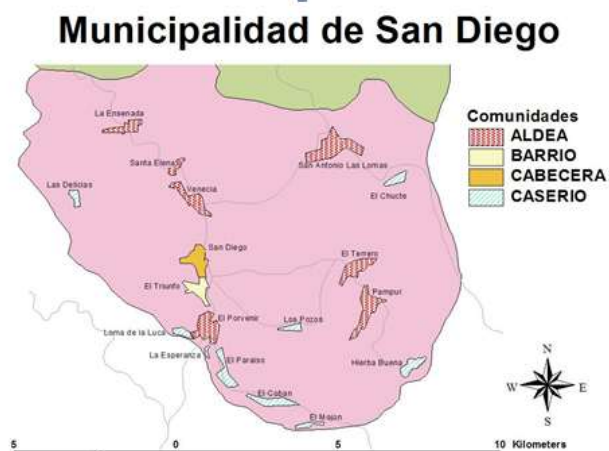 Municipalidad de San Diego
La Ensenada
Santa Elena
San Antonio Las Lomas
Las Delicias
Venecia
El Chucte
San Diego
El Terrero
El Triunfo
Pampur
El Porvenir
Los Pozos
Loma de la Luca
La Esperanza
El Paraiso
Hierba Buena
El Coban
El Mojon
Comunidades
ALDEA
BARRIO
CABECERA
CASERIO
N
W
E
S
5
0
5
10 Kilometers